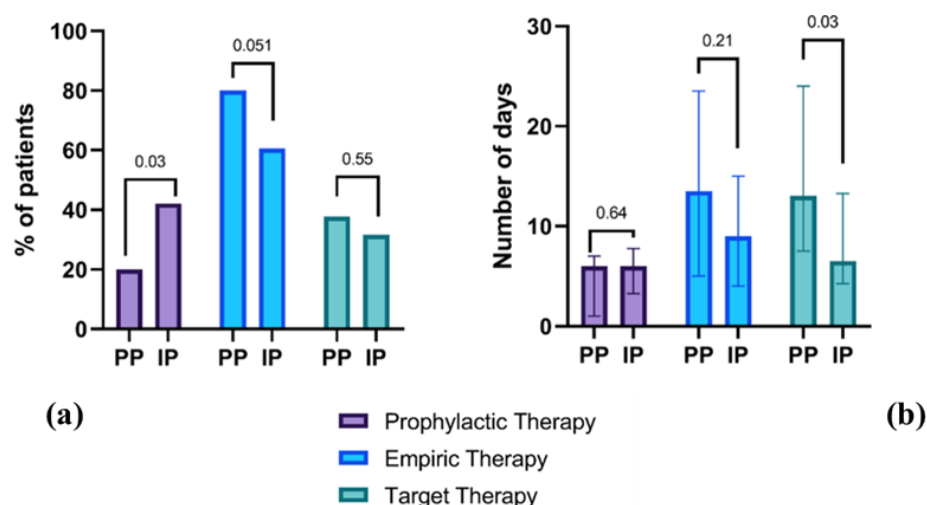 % of patients
100
80
60
40
20
0
0.03
0.051
0.55
PP IP PP IP PP IP
(a)
Number of days
30
20
10
0
0.64
0.21
0.03
PP IP PP IP PP IP
(b)
Prophylactic Therapy
Empiric Therapy
Target Therapy